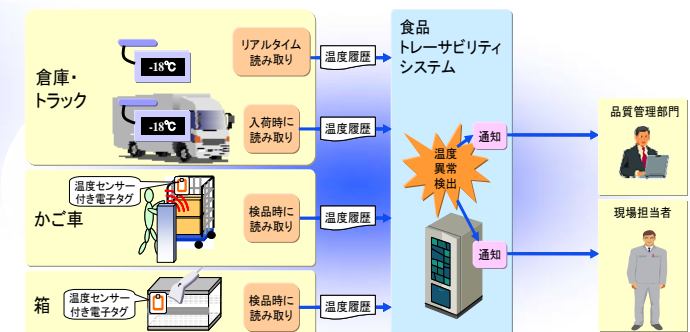 倉庫・
トラック
-18℃
リアルタイム
読み取り
温度履歴
-18℃
入荷時に
読み取り
温度履歴
かご車
温度センサー
付き電子タグ
検品時に
読み取り
温度履歴
箱
温度センサー
付き電子タグ
検品時に
読み取り
温度履歴
食品
トレーサビリティ
システム
温度
異常
検出
通知
通知
品質管理部門
現場担当者